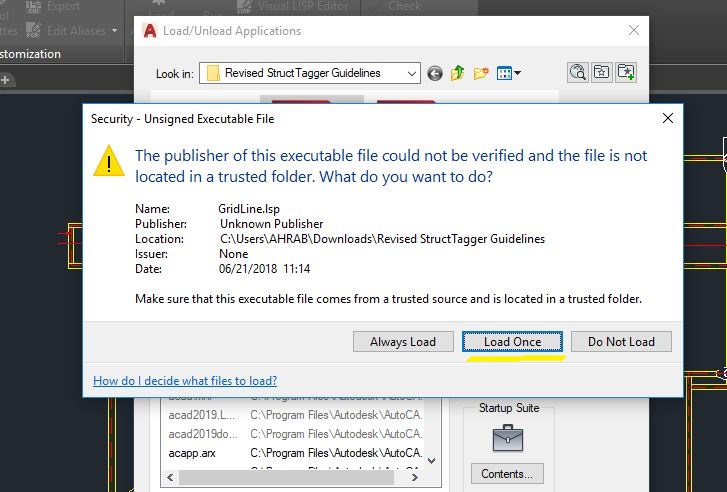 Export
Visual LISP Editor
Check
Edit Aliases
stomization
Load/Unload Applications
Look in: Revised StructTagger Guidelines
Security - Unsigned Executable File
The publisher of this executable file could not be verified and the file is not
located in a trusted folder. What do you want to do?
Name: GridLine.lsp
Publisher: Unknown Publisher
Location: C:\Users\AHRAB\Downloads\Revised StructTagger Guidelines
Issuer: None
Date: 06/21/2018 11:14
Make sure that this executable file comes from a trusted source and is located in a trusted folder.
Always Load
Load Once
Do Not Load
How do I decide what files to load?
acad2019.L... C:\Program Files\Autodesk\AutoCA.
acad2019do... C:\Program Files\Autodesk\AutoCA.
acapp.arx C:\Program Files\Autodesk\AutoCA.
Startup Suite
Contents...